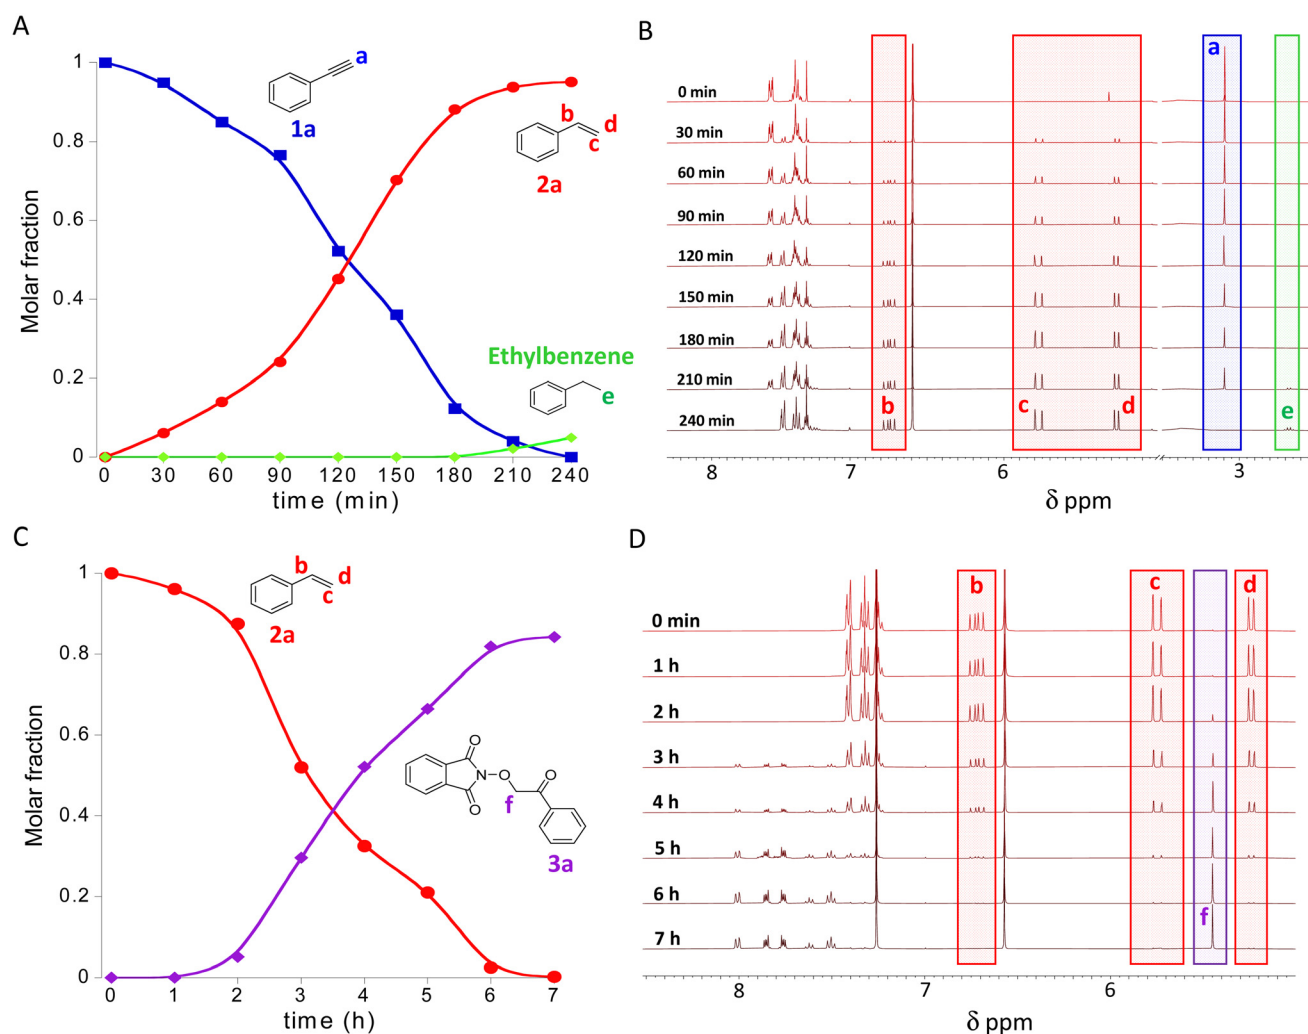 A
Molar fraction
1
0.8
0.6
0.4
0.2
0
0 30 60 90 120 150 180 210 240
time (min)
a
1a
b
d
c
2a
Ethylbenzene
e
B
0 min
30 min
60 min
90 min
120 min
150 min
180 min
210 min
240 min
a
b
c
d
e
8 7 6 3
δ ppm
C
Molar fraction
1
0.8
0.6
0.4
0.2
0
0 1 2 3 4 5 6 7
time (h)
b
d
c
2a
O
N
O
O
O
f
3a
D
0 min
1 h
2 h
3 h
4 h
5 h
6 h
7 h
b
c
d
f
8 7 6
δ ppm